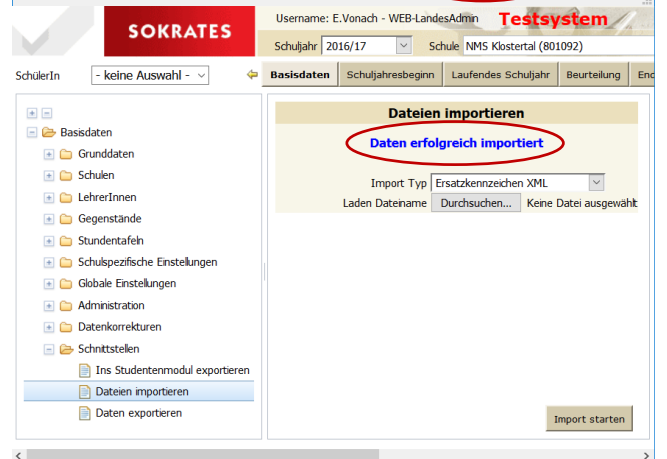 SOKRATES
Username: E.Vonach - WEB-LandesAdmin Testsystem
Schuljahr 2016/17 Schule NMS Klostertal (801092)
SchülerIn - keine Auswahl -
Basisdaten Schuljahresbeginn Laufendes Schuljahr Beurteilung End
Basisdaten
Grunddaten
Schulen
LehrerInnen
Gegenstände
Stundentafeln
Schulspezifische Einstellungen
Globale Einstellungen
Administration
Datenkorrekturen
Schnittstellen
Ins Studentenmodul exportieren
Dateien importieren
Daten exportieren
Dateien importieren
Daten erfolgreich importiert
Import Typ Ersatzkennzeichen XML
Laden Dateiname Durchsuchen... Keine Datei ausgewählt
Import starten